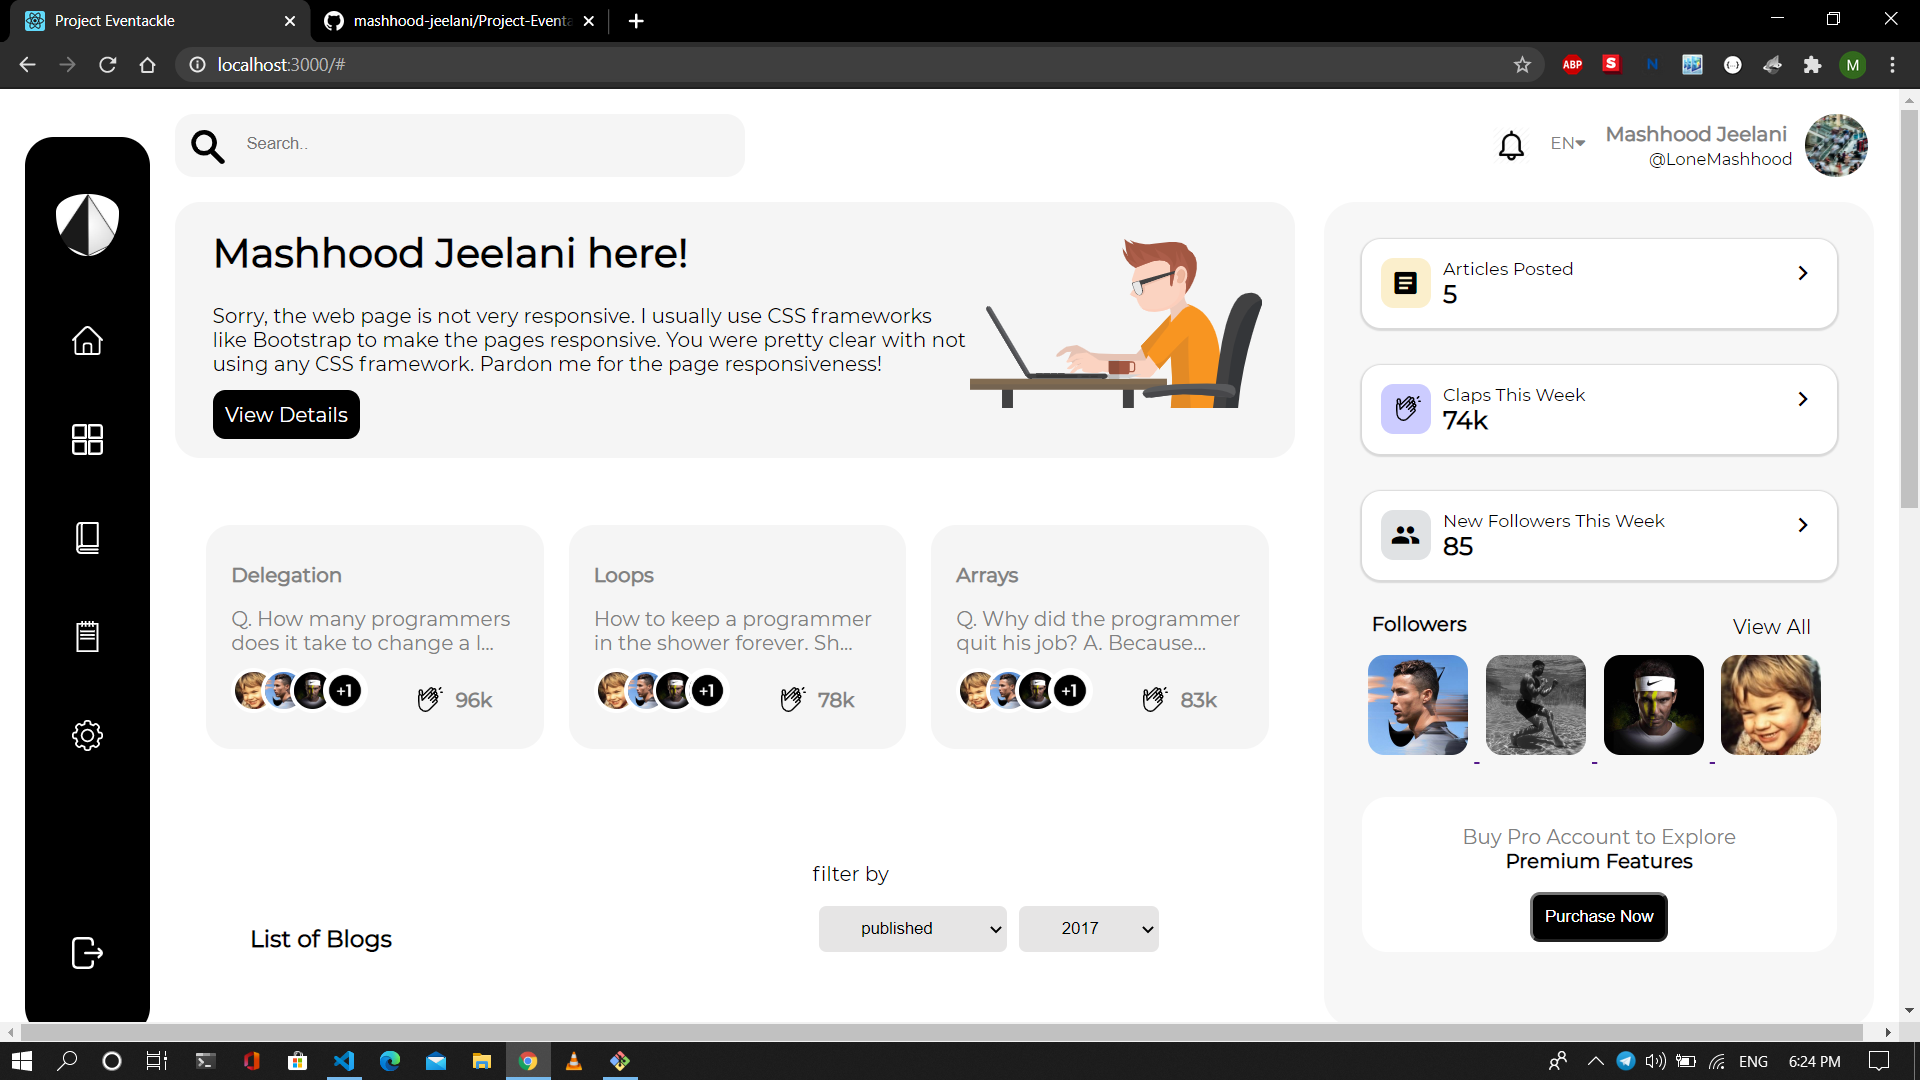 Project Eventackle
mashhood-jeelani/Project-Eventa
localhost:3000/#
ABP
S
N
M
Search..
EN
Mashhood Jeelani
@LoneMashhood
Mashhood Jeelani here!
Sorry, the web page is not very responsive. I usually use CSS frameworks
like Bootstrap to make the pages responsive. You were pretty clear with not
using any CSS framework. Pardon me for the page responsiveness!
View Details
Articles Posted
5
Claps This Week
74k
New Followers This Week
85
Delegation
Q. How many programmers
does it take to change a l...
+1
96k
Loops
How to keep a programmer
in the shower forever. Sh...
+1
78k
Arrays
Q. Why did the programmer
quit his job? A. Because...
+1
83k
Followers
View All
Buy Pro Account to Explore
Premium Features
Purchase Now
filter by
List of Blogs
published
2017
ENG
6:24 PM